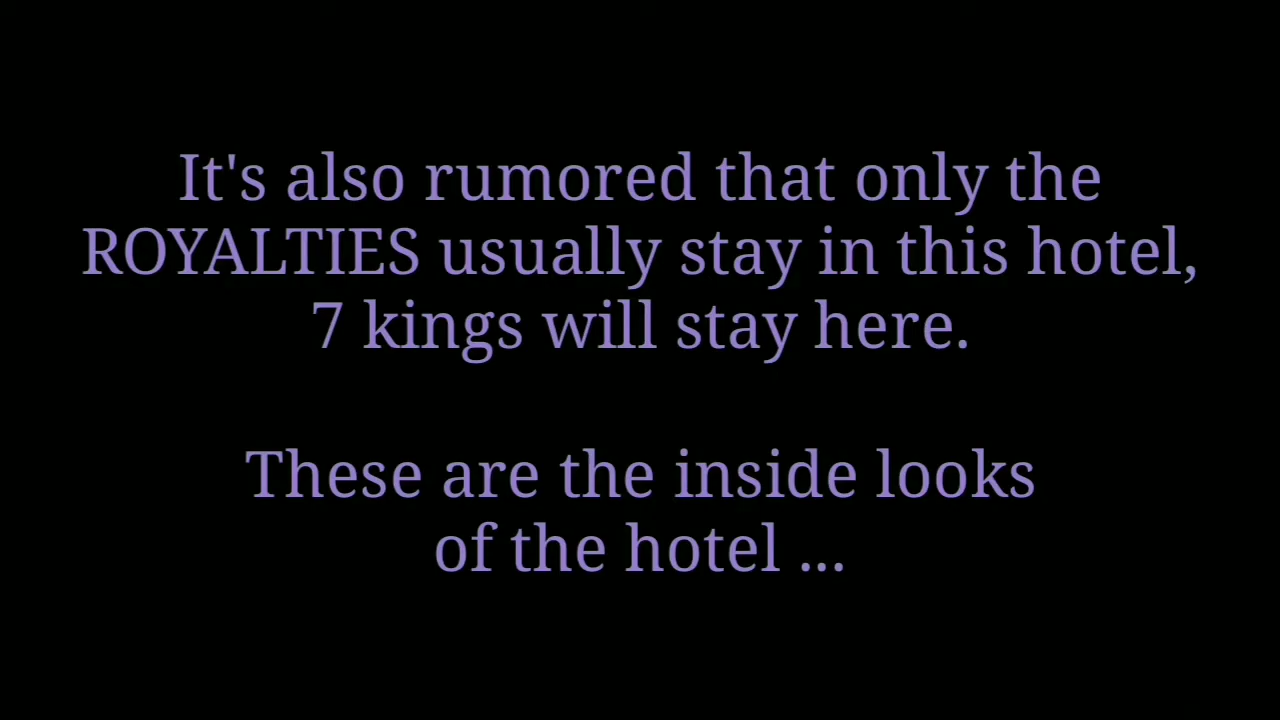 It's also rumored that only the
ROYALTIES usually stay in this hotel,
7 kings will stay here.
These are the inside looks
of the hotel ...